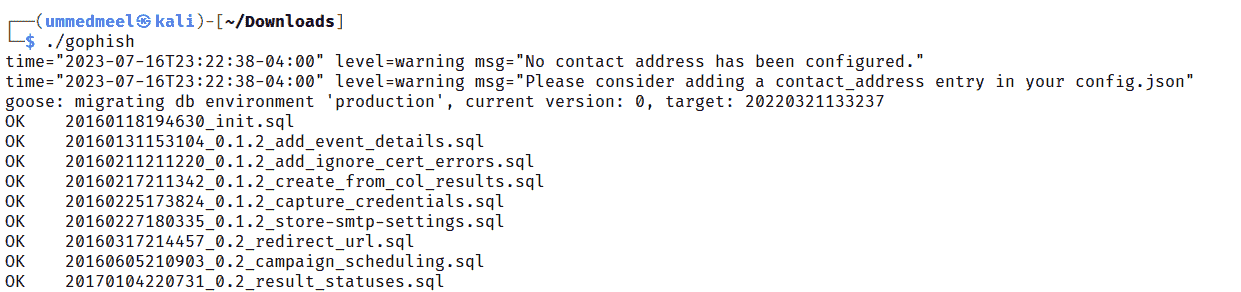 ┌──(ummedmeel㉿kali)-[~/Downloads]
└─$ ./gophish
time="2023-07-16T23:22:38-04:00" level=warning msg="No contact address has been configured."
time="2023-07-16T23:22:38-04:00" level=warning msg="Please consider adding a contact_address entry in your config.json"
goose: migrating db environment 'production', current version: 0, target: 20220321133237
OK    20160118194630_init.sql
OK    20160131153104_0.1.2_add_event_details.sql
OK    20160211211220_0.1.2_add_ignore_cert_errors.sql
OK    20160217211342_0.1.2_create_from_col_results.sql
OK    20160225173824_0.1.2_capture_credentials.sql
OK    20160227180335_0.1.2_store-smtp-settings.sql
OK    20160317214457_0.2_redirect_url.sql
OK    20160605210903_0.2_campaign_scheduling.sql
OK    20170104220731_0.2_result_statuses.sql